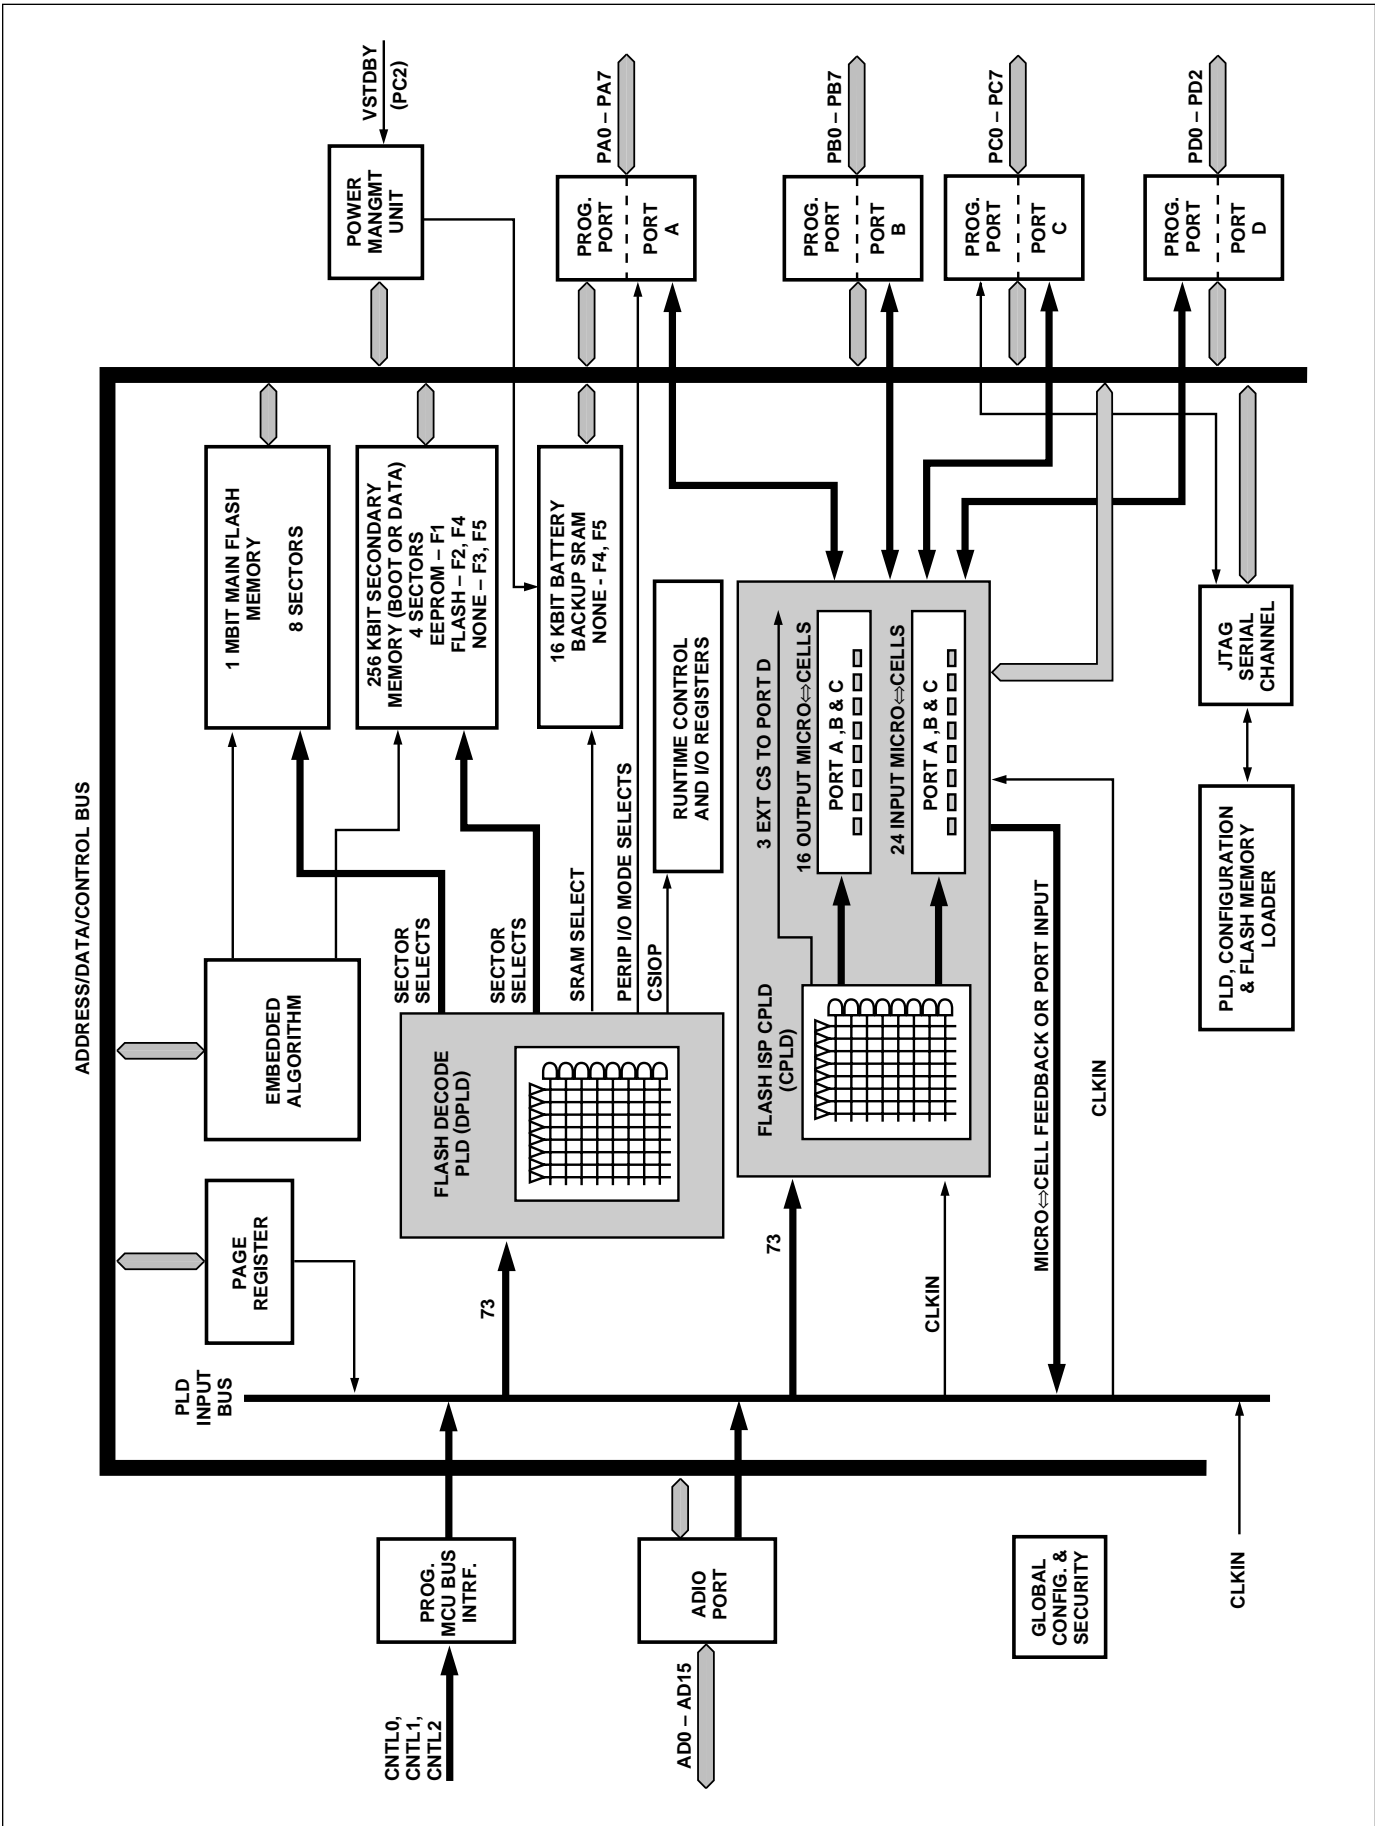 ADDRESS/DATA/CONTROL BUS
CNTL0,
CNTL1,
CNTL2
PROG.
MCU BUS
INTRF.
PLD
INPUT
BUS
PAGE
REGISTER
EMBEDDED
ALGORITHM
1 MBIT MAIN FLASH
MEMORY
8 SECTORS
256 KBIT SECONDARY
MEMORY (BOOT OR DATA)
4 SECTORS
EEPROM – F1
FLASH – F2, F4
NONE – F3, F5
16 KBIT BATTERY
BACKUP SRAM
NONE - F4, F5
POWER
MANGMT
UNIT
VSTDBY
(PC2)
SECTOR
SELECTS
SECTOR
SELECTS
SRAM SELECT
PERIP I/O MODE SELECTS
CSIOP
FLASH DECODE
PLD (DPLD)
73
RUNTIME CONTROL
AND I/O REGISTERS
PROG.
PORT
PORT
A
PA0 – PA7
AD0 – AD15
ADIO
PORT
73
FLASH ISP CPLD
(CPLD)
3 EXT CS TO PORT D
16 OUTPUT MICRO⇔CELLS
PORT A ,B & C
24 INPUT MICRO⇔CELLS
PORT A ,B & C
PROG.
PORT
PORT
B
PB0 – PB7
CLKIN
PROG.
PORT
PORT
C
PC0 – PC7
GLOBAL
CONFIG. &
SECURITY
MICRO⇔CELL FEEDBACK OR PORT INPUT
CLKIN
PROG.
PORT
PORT
D
PD0 – PD2
CLKIN
PLD, CONFIGURATION
& FLASH MEMORY
LOADER
JTAG
SERIAL
CHANNEL